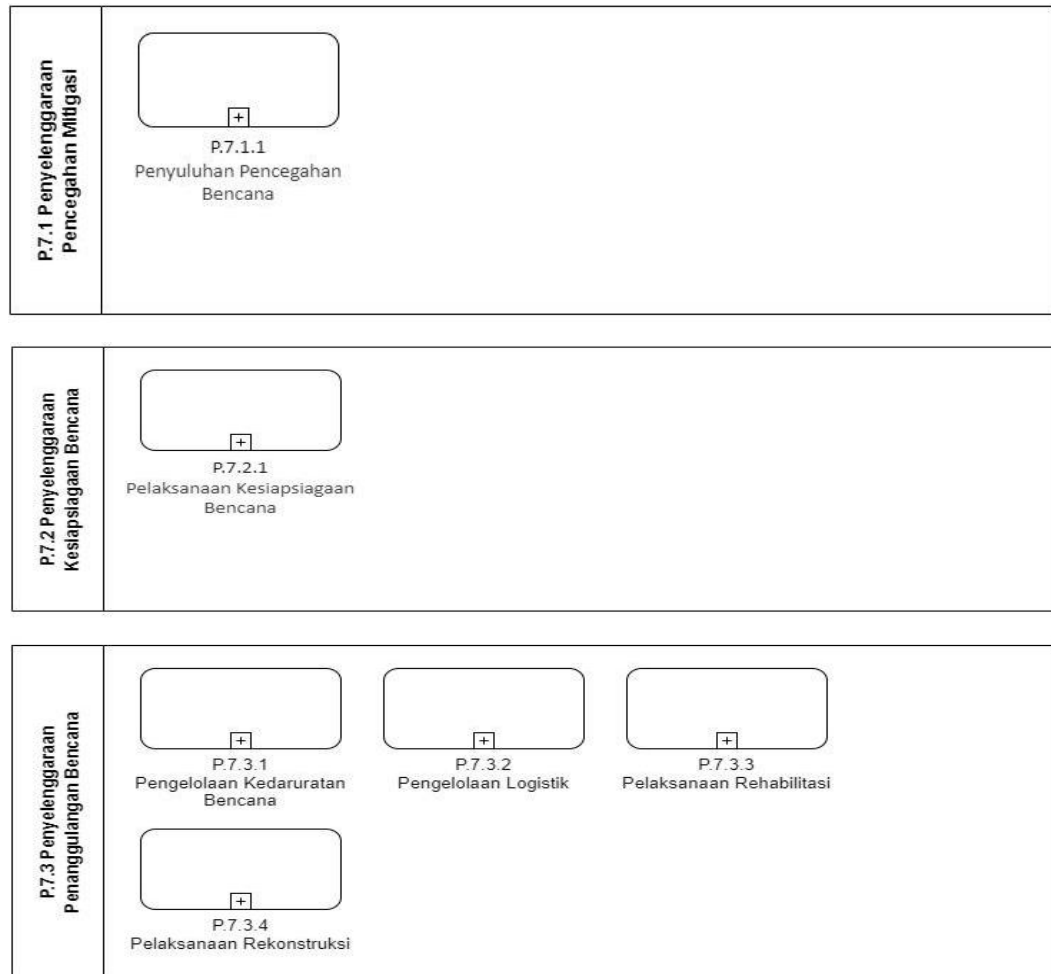 P.7.1 Penyelenggaraan
Pencegahan Mitigasi
P.7.1.1
Penyuluhan Pencegahan
Bencana
P.7.2 Penyelenggaraan
Kesiapsiagaan Bencana
P.7.2.1
Pelaksanaan Kesiapsiagaan
Bencana
P.7.3 Penyelenggaraan
Penanggulangan Bencana
P.7.3.1
Pengelolaan Kedaruratan
Bencana
P.7.3.2
Pengelolaan Logistik
P.7.3.3
Pelaksanaan Rehabilitasi
P.7.3.4
Pelaksanaan Rekonstruksi